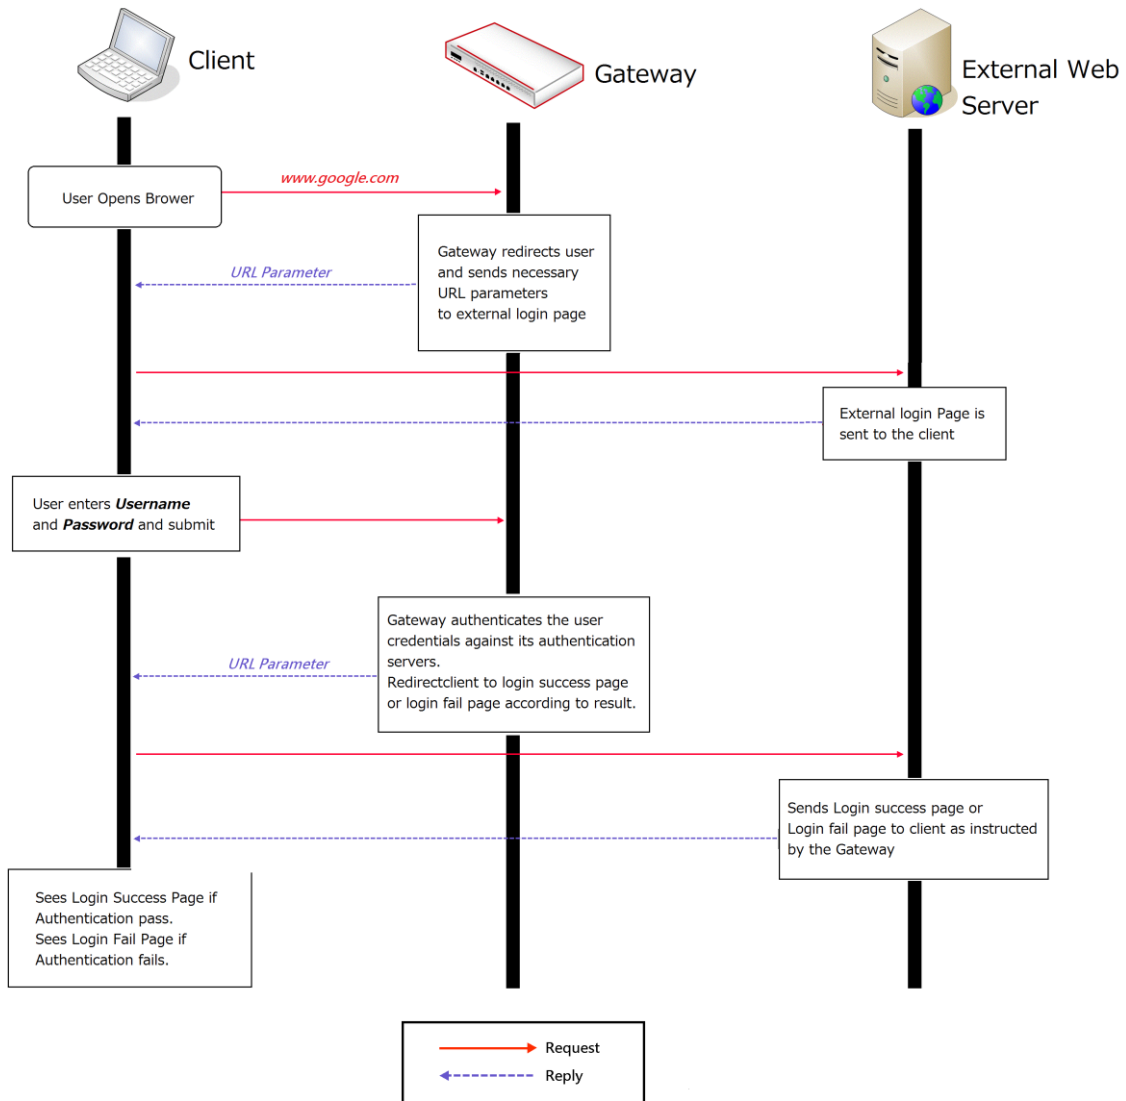 Client
Gateway
External Web
Server
www.google.com
User Opens Brower
Gateway redirects user
and sends necessary
URL parameters
to external login page
URL Parameter
External login Page is
sent to the client
User enters Username
and Password and submit
Gateway authenticates the user
credentials against its authentication
servers.
Redirectclient to login success page
or login fail page according to result.
URL Parameter
Sends Login success page or
Login fail page to client as instructed
by the Gateway
Sees Login Success Page if
Authentication pass.
Sees Login Fail Page if
Authentication fails.
Request
Reply